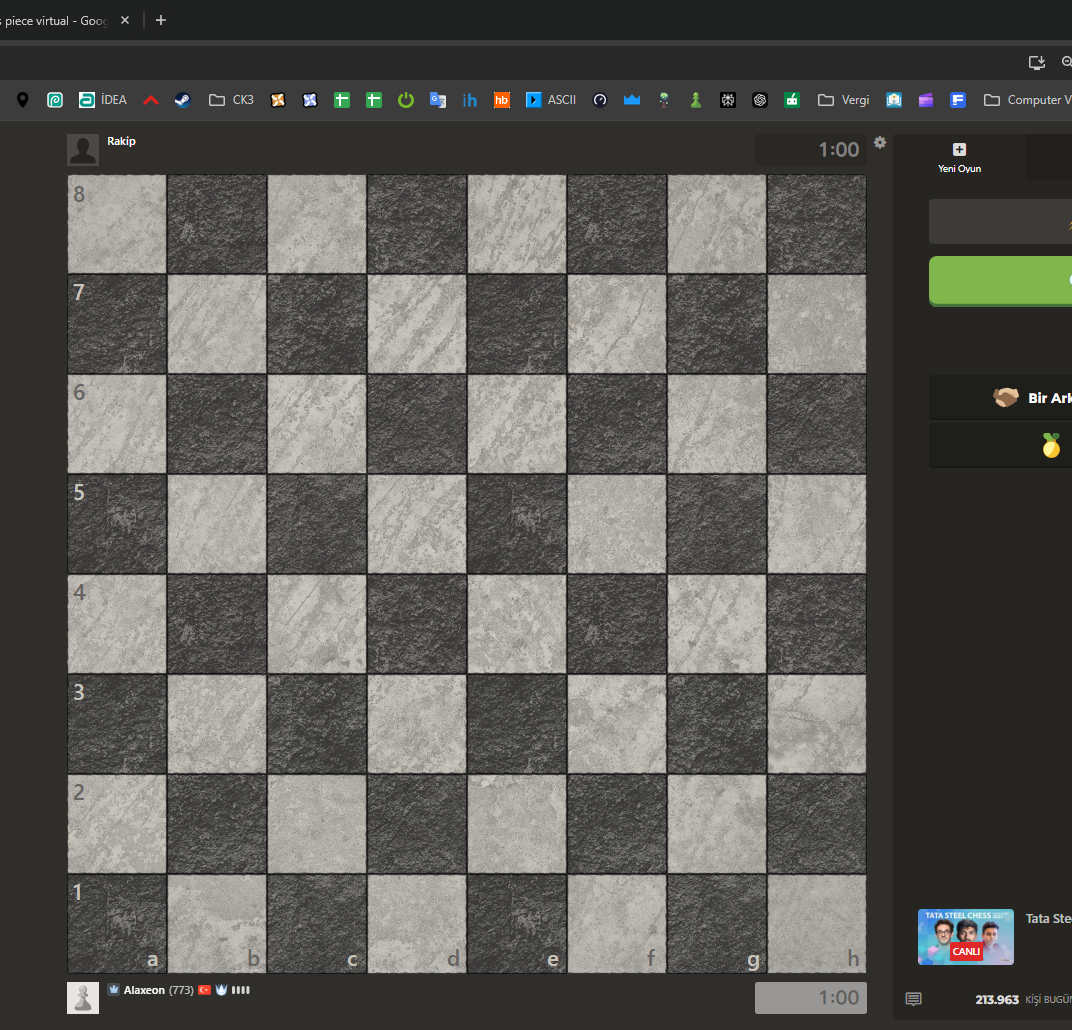 s piece virtual - Goog
İDEA
CK3
ih
hb
ASCII
Vergi
Computer V
Rakip
1:00
Yeni Oyun
8
7
6
5
Bir Ark
4
3
2
1
a b c d e f g h
TATA STEEL CHESS
CANLI
Tata Ste
Alaxeon (773)
1:00
213.963 KİŞİ BUGÜN